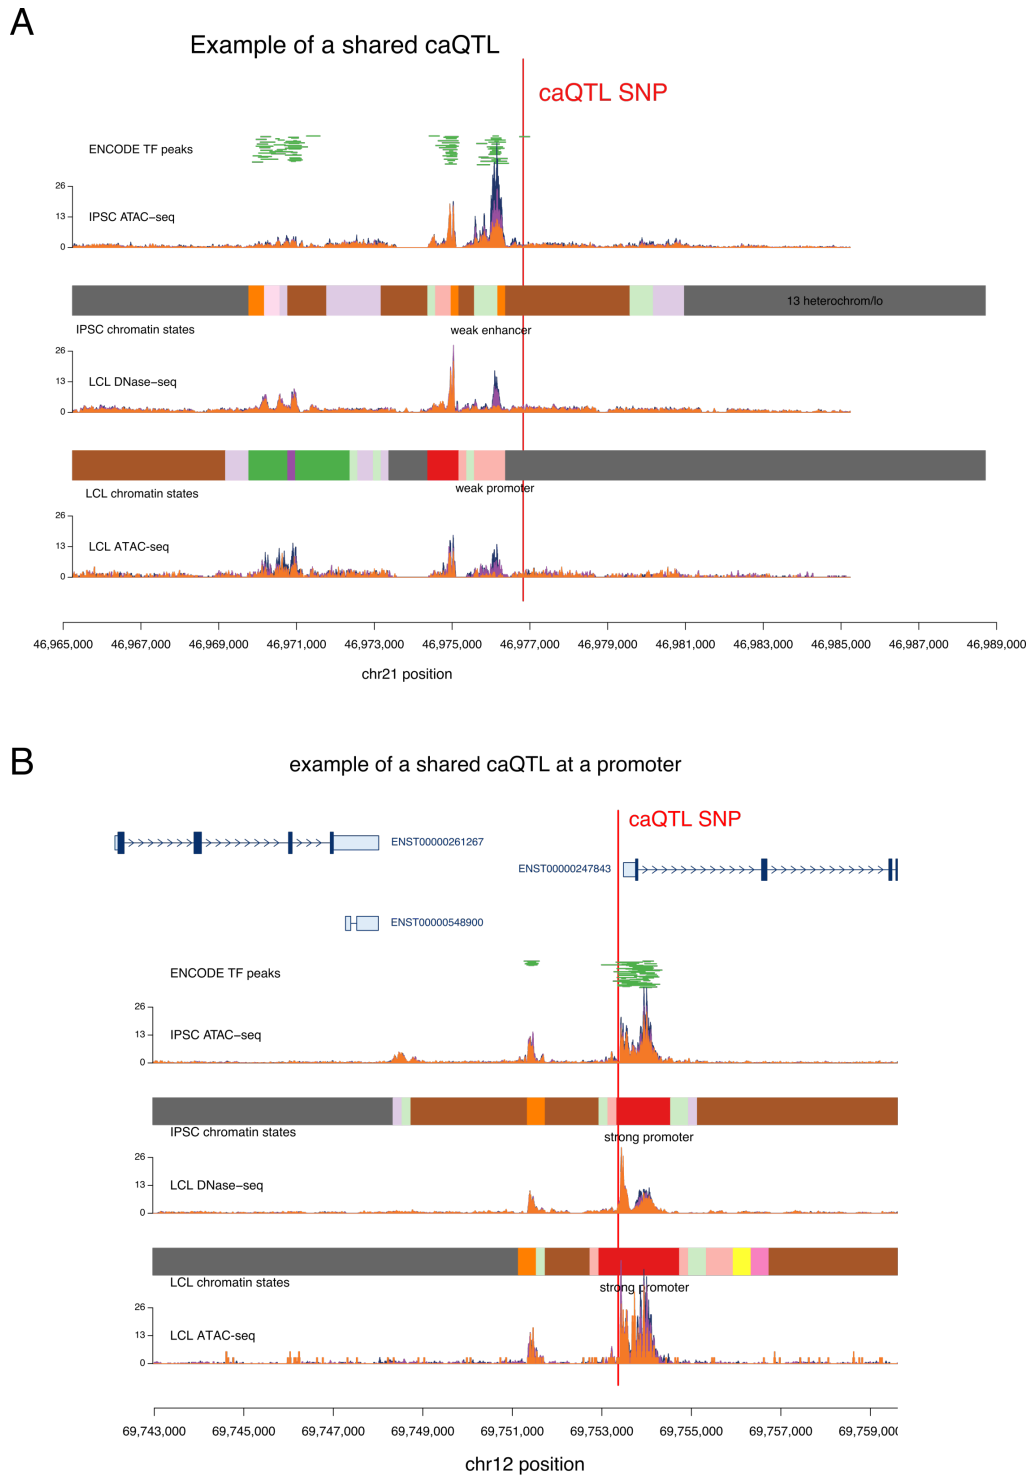 A
Example of a shared caQTL
caQTL SNP
ENCODE TF peaks
26
13
0
IPSC ATAC−seq
13 heterochrom/lo
IPSC chromatin states
weak enhancer
26
13
0
LCL DNase−seq
LCL chromatin states
weak promoter
26
13
0
LCL ATAC-seq
46,965,000 46,967,000 46,969,000 46,971,000 46,973,000 46,975,000 46,977,000 46,979,000 46,981,000 46,983,000 46,985,000 46,987,000 46,989,000
chr21 position
B
example of a shared caQTL at a promoter
caQTL SNP
ENST00000261267
ENST00000247843
ENST00000548900
ENCODE TF peaks
26
13
0
IPSC ATAC−seq
IPSC chromatin states
strong promoter
26
13
0
LCL DNase−seq
LCL chromatin states
strong promoter
26
13
0
LCL ATAC-seq
69,743,000 69,745,000 69,747,000 69,749,000 69,751,000 69,753,000 69,755,000 69,757,000 69,759,000
chr12 position